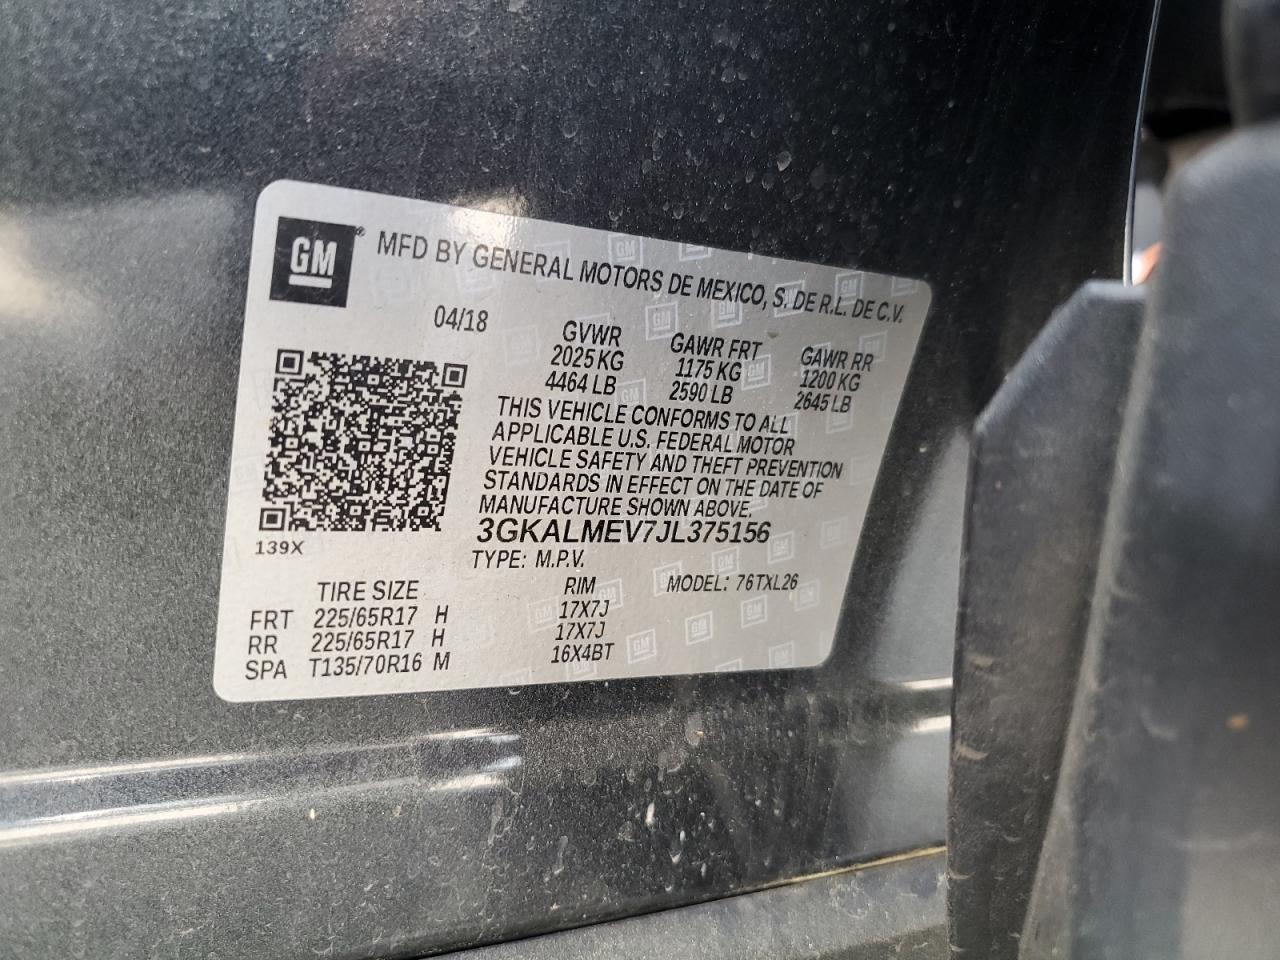 GM ® MFD BY GENERAL MOTORS DE MEXICO, S. DE R.L. DE C.V.
04/18
GVWR GAWR FRT GAWR RR
2025 KG 1175 KG 1200 KG
4464 LB 2590 LB 2645 LB
THIS VEHICLE CONFORMS TO ALL
APPLICABLE U.S. FEDERAL MOTOR
VEHICLE SAFETY AND THEFT PREVENTION
STANDARDS IN EFFECT ON THE DATE OF
MANUFACTURE SHOWN ABOVE.
3GKALMEV7JL375156
139X
TYPE: M.P.V.
TIRE SIZE RIM MODEL: 76TXL26
FRT 225/65R17 H 17X7J
RR 225/65R17 H 17X7J
SPA T135/70R16 M 16X4BT